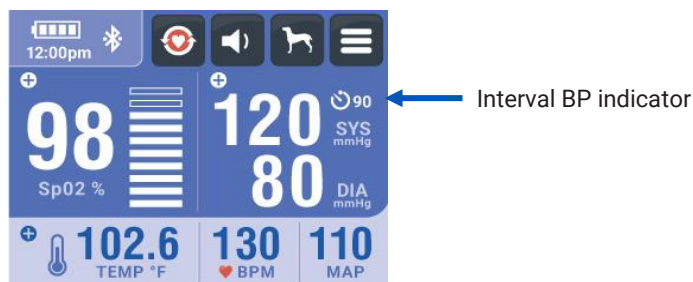 12:00pm
98
Sp02 %
120
90
SYS
mmHg
80
DIA
mmHg
102.6
TEMP °F
130
BPM
110
MAP
Interval BP indicator